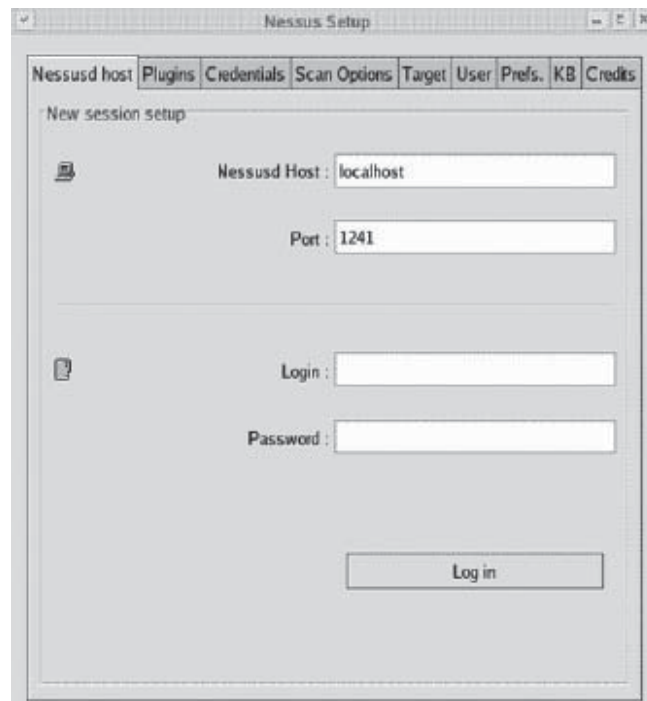 Nessus Setup
Nessusd host Plugins Credentials Scan Options Target User Prefs. KB Credits
New session setup
Nessusd Host : localhost
Port : 1241
Login :
Password :
Log in